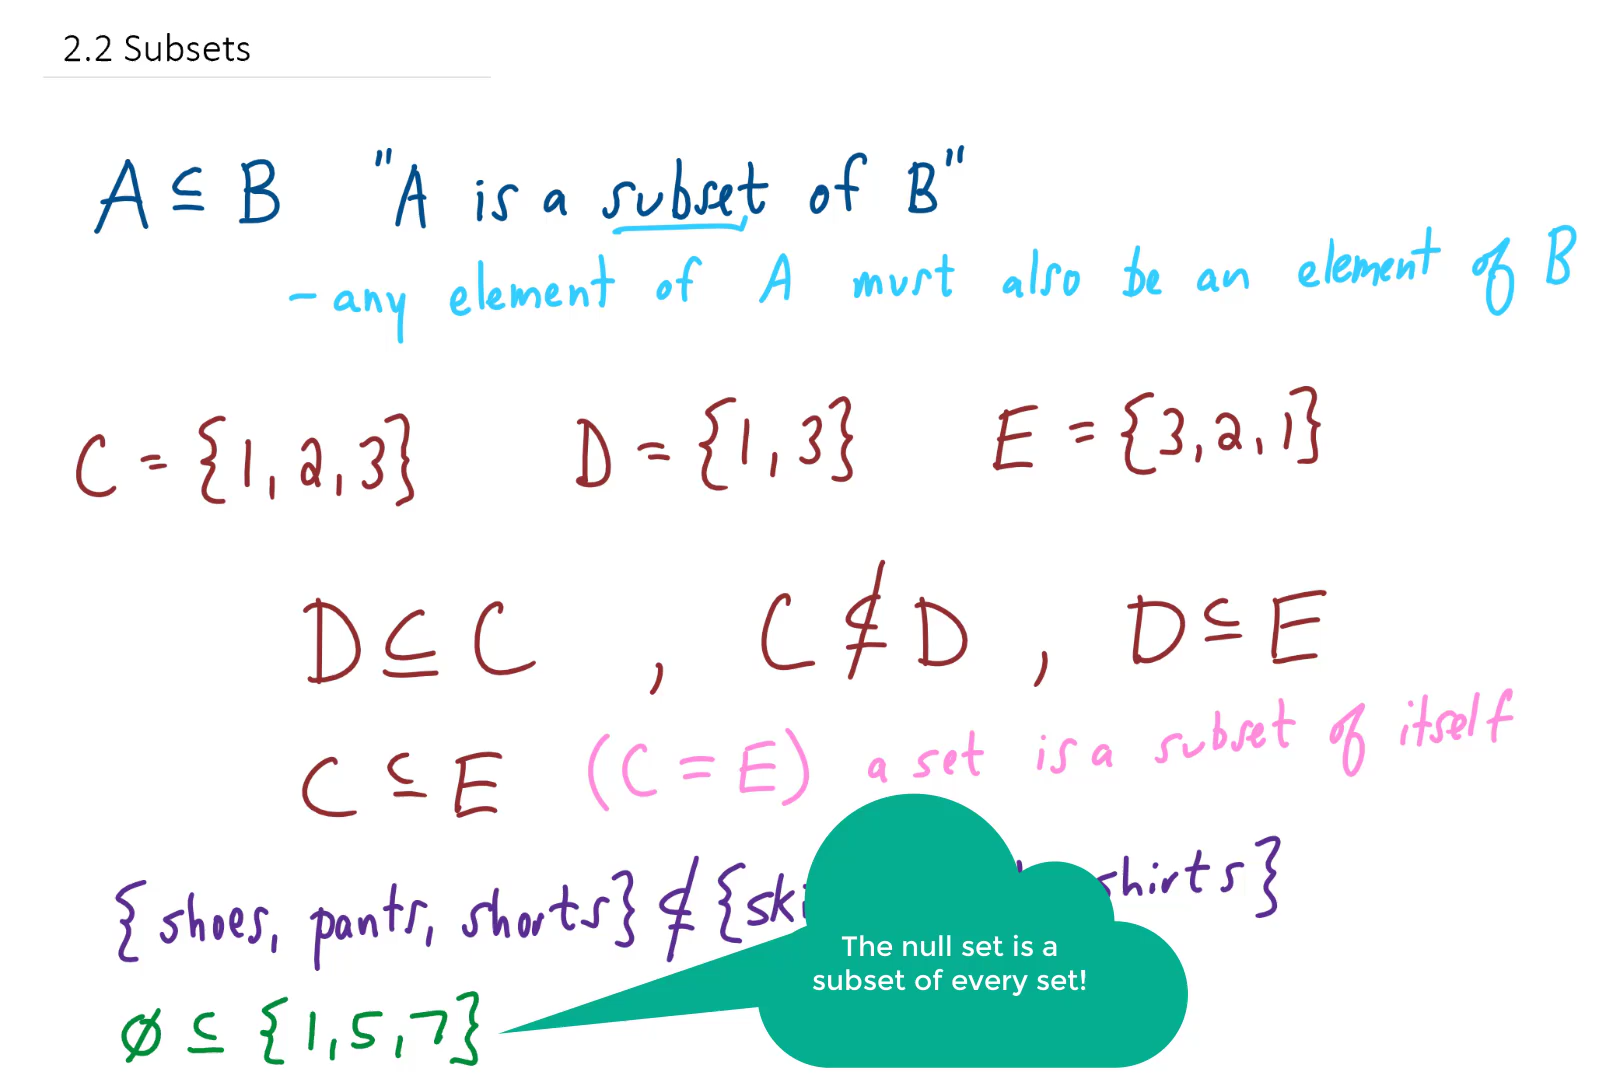 2.2 Subsets
A ⊆ B "A is a subset of B"
- any element of A must also be an element of B
C = {1, 2, 3} D = {1, 3} E = {3, 2, 1}
D ⊆ C , C ⊈ D , D ⊆ E
C ⊆ E (C = E) a set is a subset of itself
{shoes, pants, shorts} ⊈ { shirts}
The null set is a
subset of every set!
∅ ⊆ {1, 5, 7}